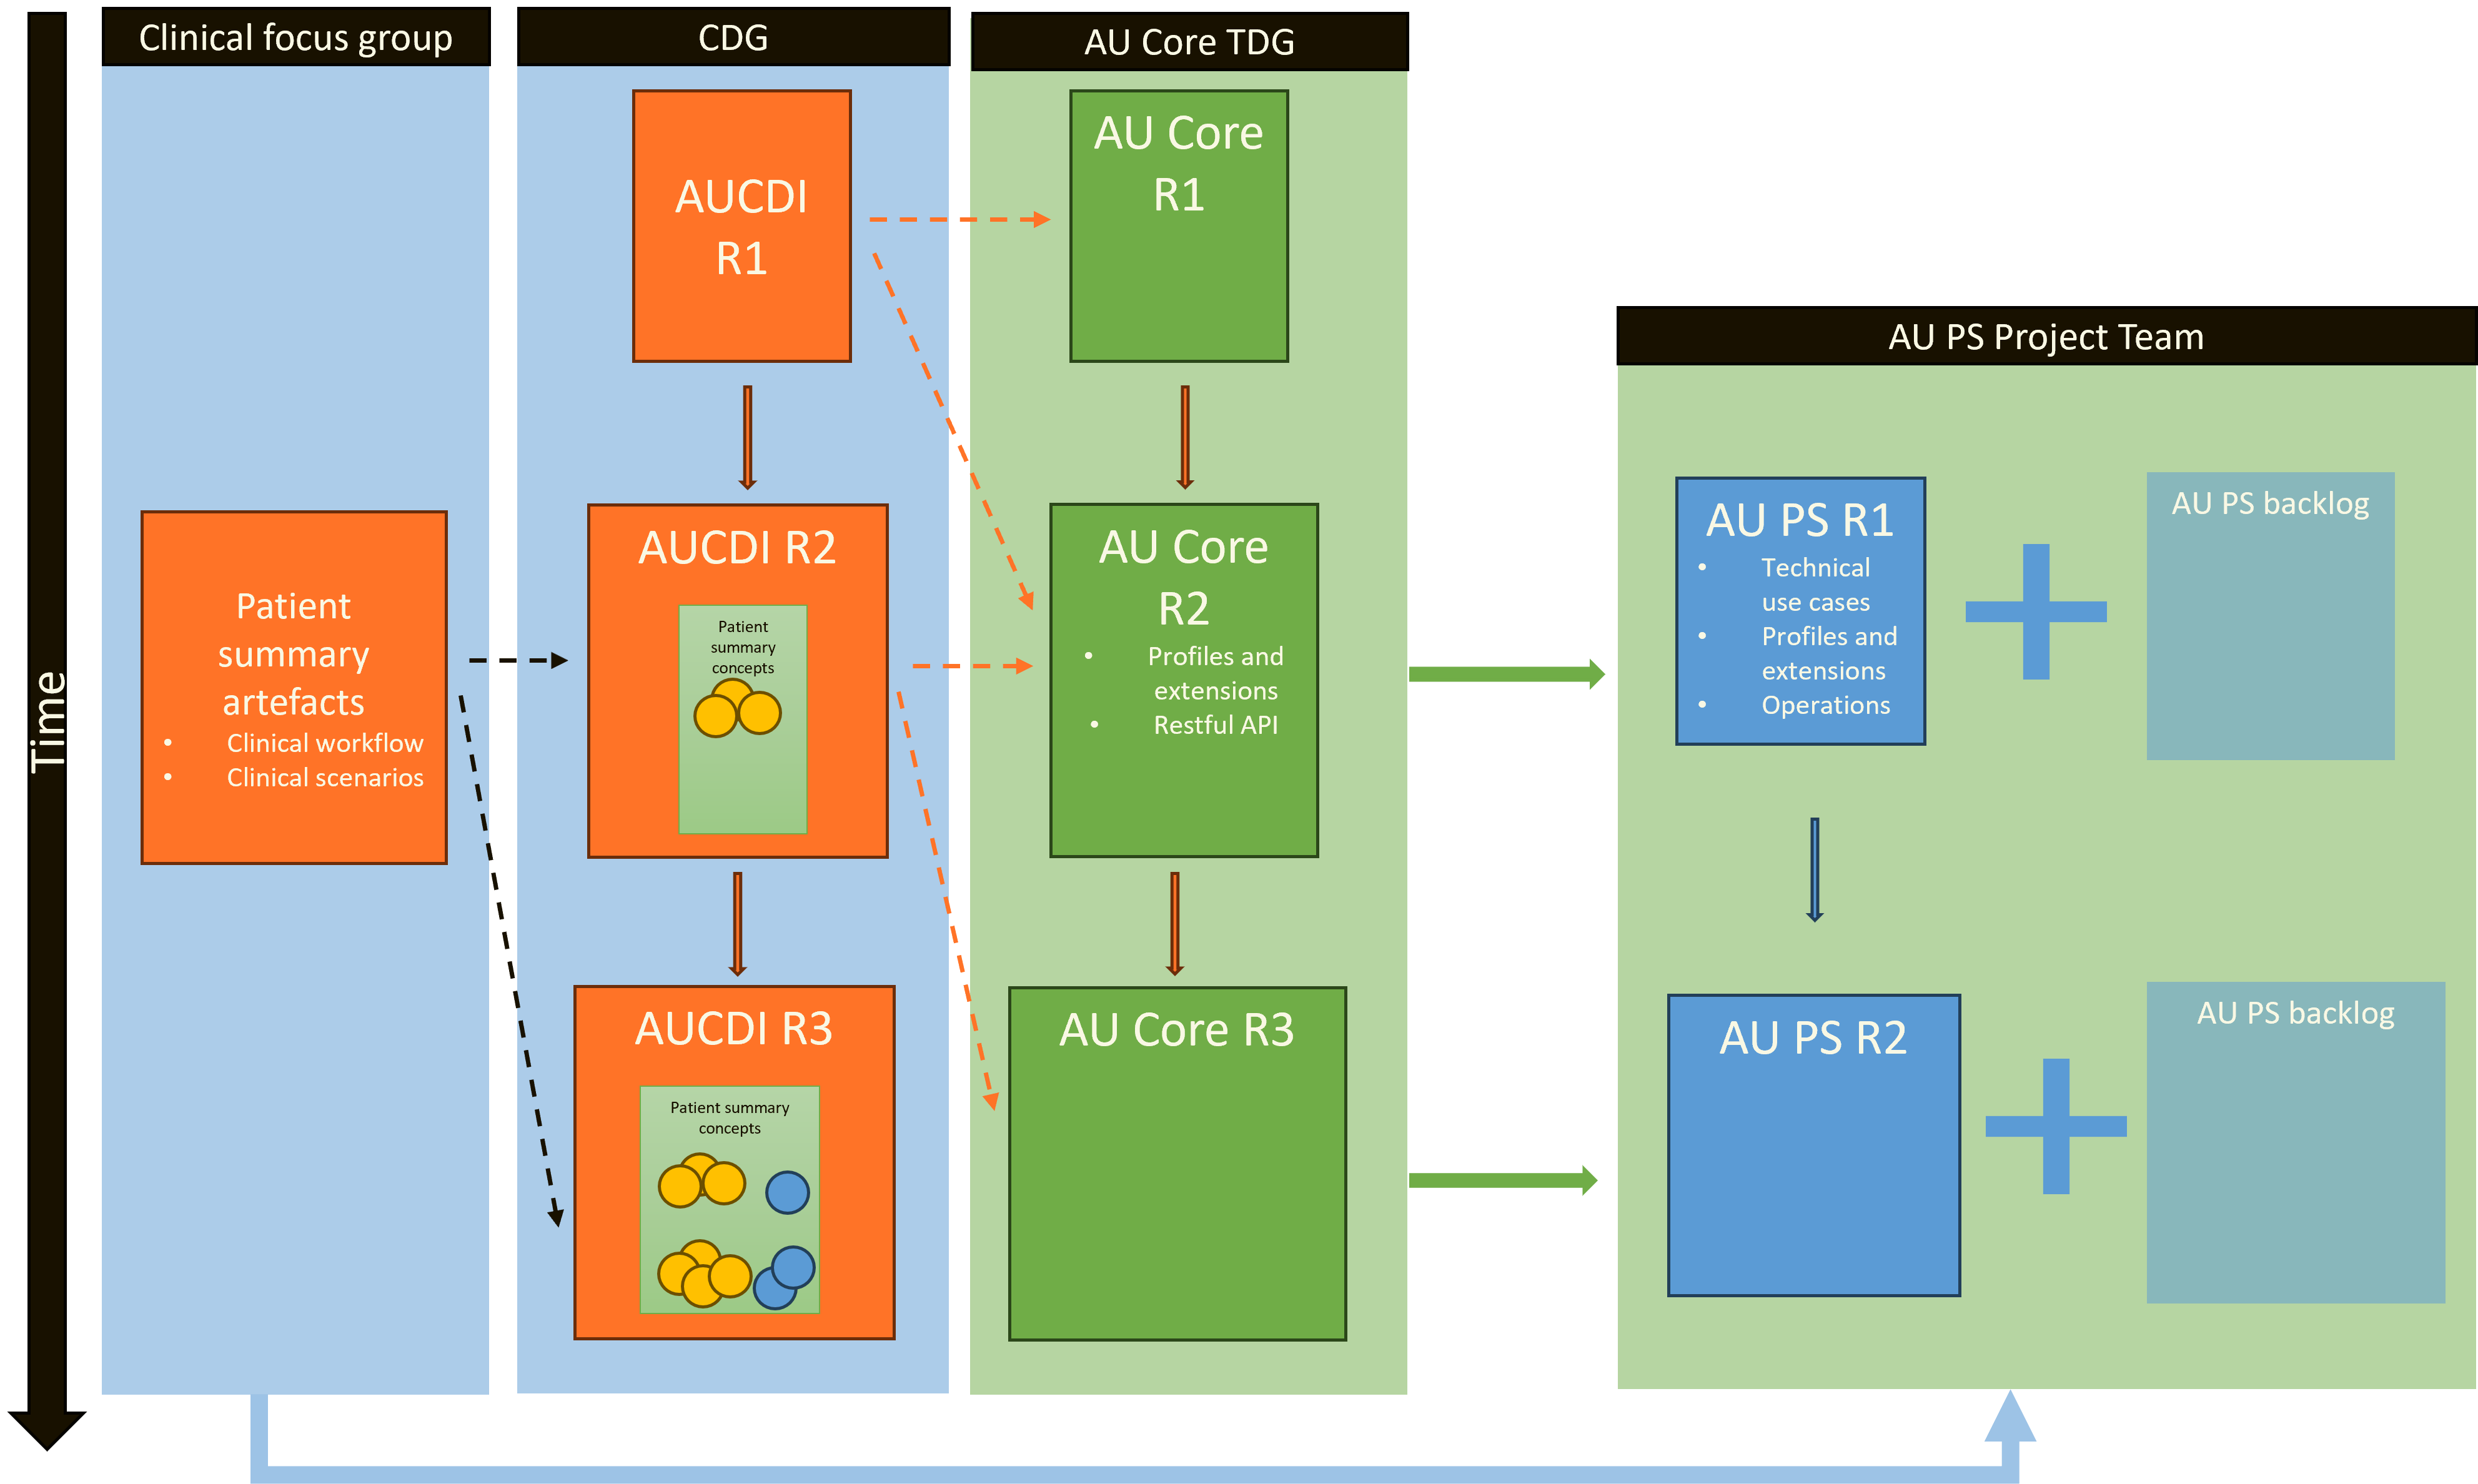 Clinical focus group
CDG
AU Core TDG
AU PS Project Team
Time
Patient
summary
artefacts
• Clinical workflow
• Clinical scenarios
AUCDI
R1
AUCDI R2
Patient
summary
concepts
AUCDI R3
Patient summary
concepts
AU Core
R1
AU Core
R2
• Profiles and
extensions
• Restful API
AU Core R3
AU PS R1
• Technical
use cases
• Profiles and
extensions
• Operations
AU PS backlog
AU PS R2
AU PS backlog